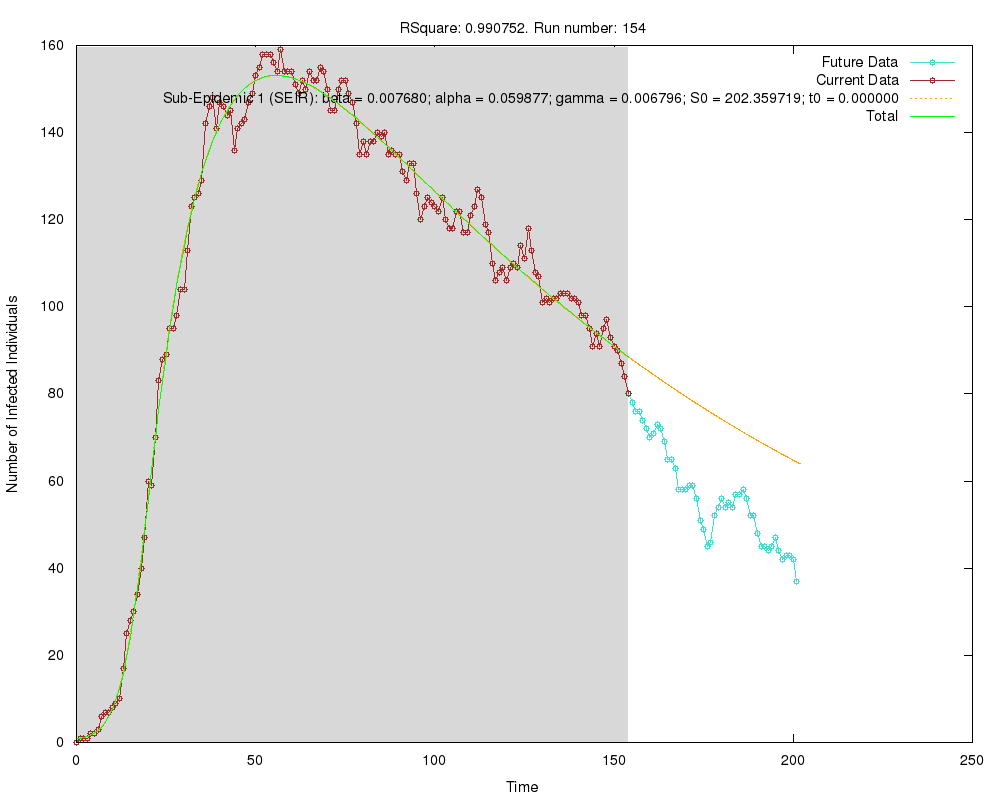 RSquare: 0.990752. Run number: 154
160
140
120
100
80
60
40
20
0
Number of Infected Individuals
Future Data
Current Data
Sub-Epidemic 1 (SEIR): beta = 0.007680; alpha = 0.059877; gamma = 0.006796; S0 = 202.359719; t0 = 0.000000
Total
0 50 100 150 200 250
Time